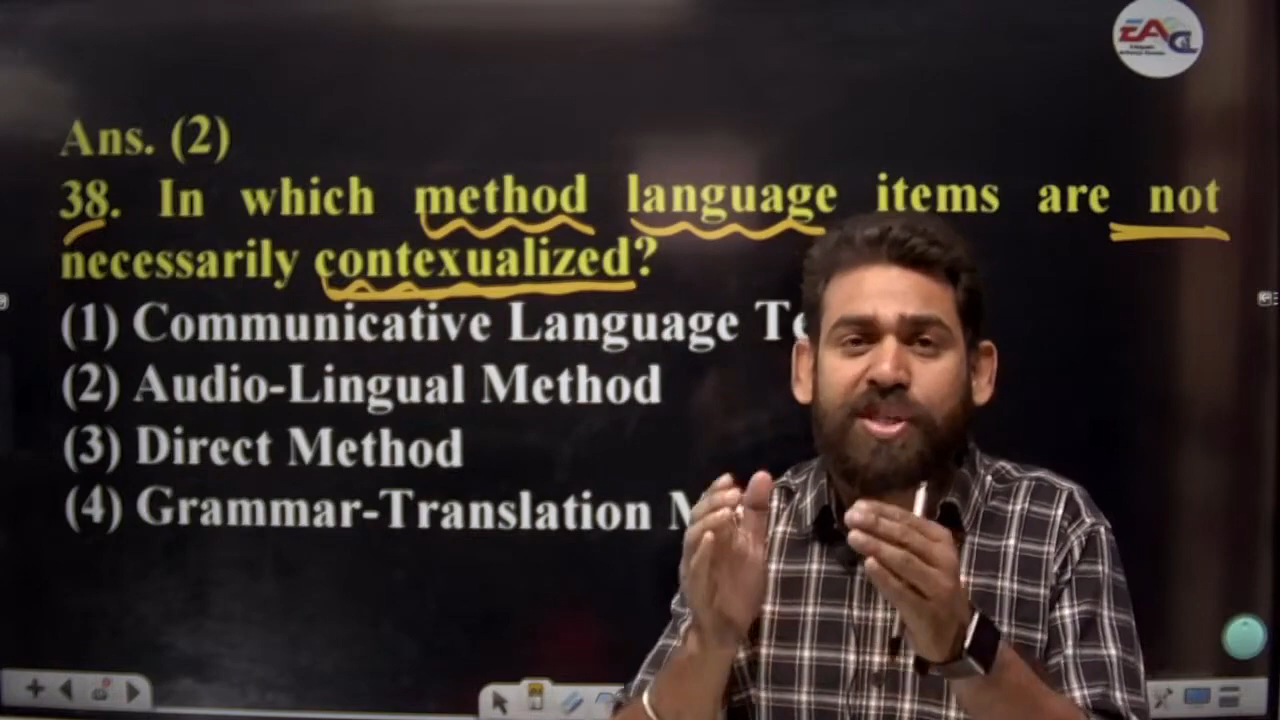 EAC
Ans. (2)
38. In which method language items are not
necessarily contexualized?
(1) Communicative Language
(2) Audio-Lingual Method
(3) Direct Method
(4) Grammar-Translation